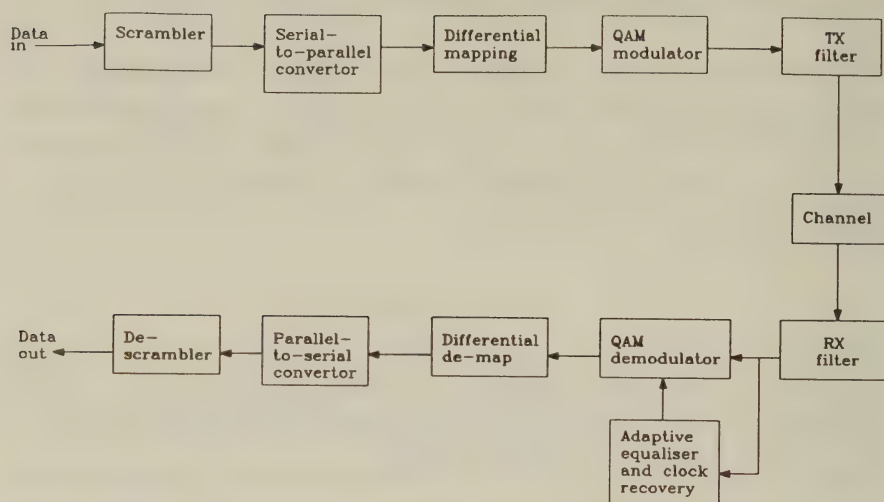 Data
in
Scrambler
Serial-
to-parallel
convertor
Differential
mapping
QAM
modulator
TX
filter
Channel
RX
filter
QAM
demodulator
Adaptive
equaliser
and clock
recovery
Differential
de-map
Parallel-
to-serial
convertor
De-
scrambler
Data
out